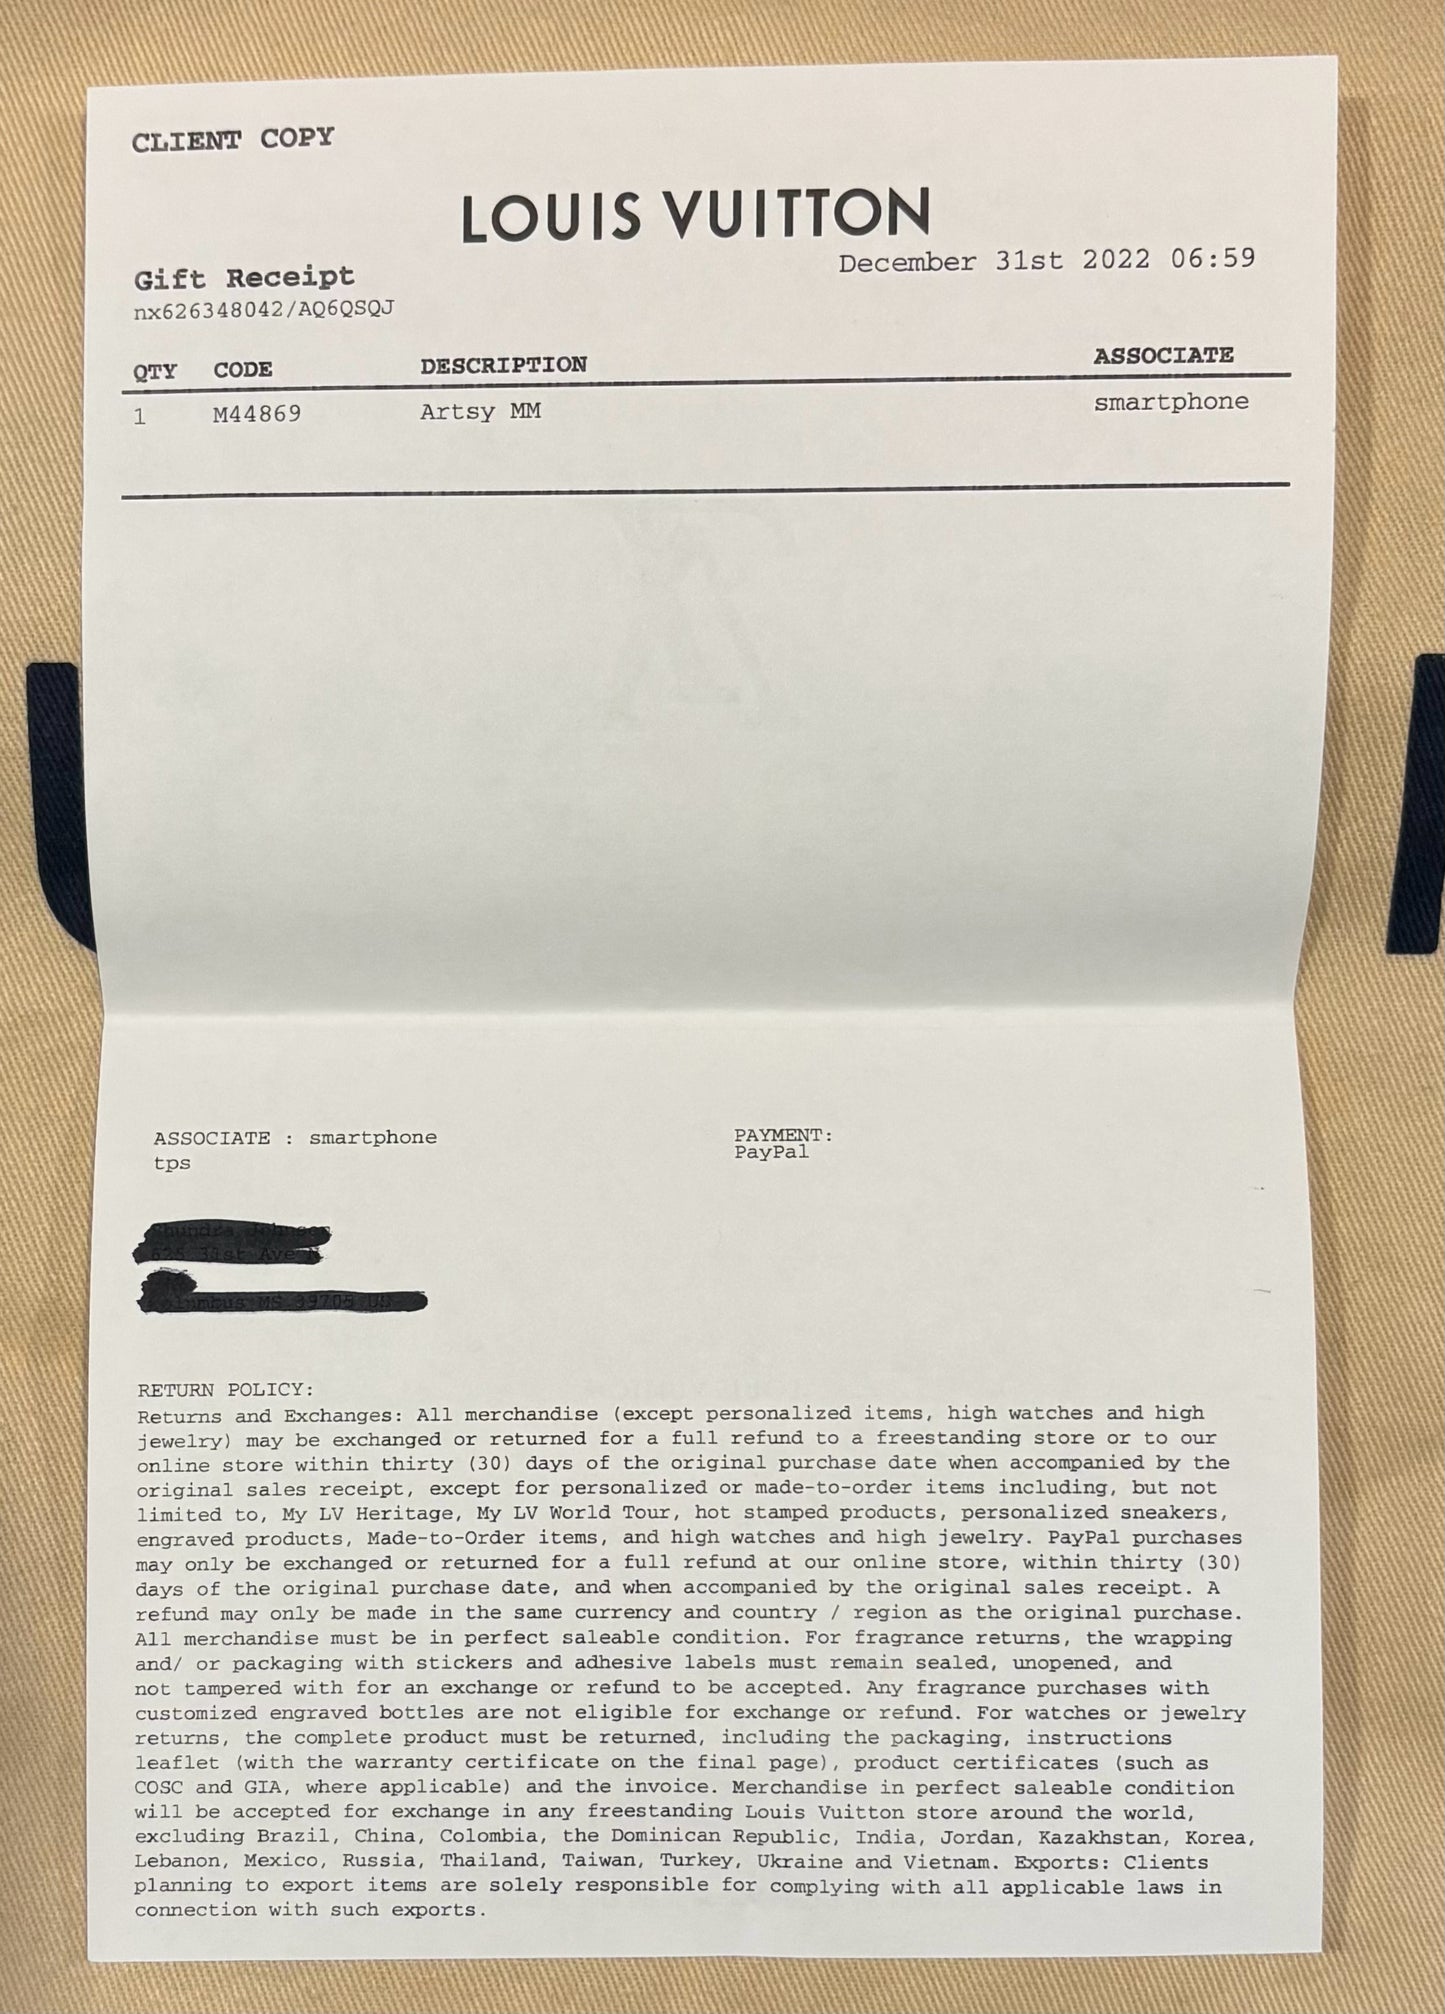 CLIENT COPY
LOUIS VUITTON
December 31st 2022 06:59
Gift Receipt
nx626348042/AQ6QSQJ
QTY CODE DESCRIPTION ASSOCIATE
1 M44869 Artsy MM smartphone
ASSOCIATE : smartphone
tps
PAYMENT:
PayPal
RETURN POLICY:
Returns and Exchanges: All merchandise (except personalized items, high watches and high
jewelry) may be exchanged or returned for a full refund to a freestanding store or to our
online store within thirty (30) days of the original purchase date when accompanied by the
original sales receipt, except for personalized or made-to-order items including, but not
limited to, My LV Heritage, My LV World Tour, hot stamped products, personalized sneakers,
engraved products, Made-to-Order items, and high watches and high jewelry. PayPal purchases
may only be exchanged or returned for a full refund at our online store, within thirty (30)
days of the original purchase date, and when accompanied by the original sales receipt. A
refund may only be made in the same currency and country / region as the original purchase.
All merchandise must be in perfect saleable condition. For fragrance returns, the wrapping
and/ or packaging with stickers and adhesive labels must remain sealed, unopened, and
not tampered with for an exchange or refund to be accepted. Any fragrance purchases with
customized engraved bottles are not eligible for exchange or refund. For watches or jewelry
returns, the complete product must be returned, including the packaging, instructions
leaflet (with the warranty certificate on the final page), product certificates (such as
COSC and GIA, where applicable) and the invoice. Merchandise in perfect saleable condition
will be accepted for exchange in any freestanding Louis Vuitton store around the world,
excluding Brazil, China, Colombia, the Dominican Republic, India, Jordan, Kazakhstan, Korea,
Lebanon, Mexico, Russia, Thailand, Taiwan, Turkey, Ukraine and Vietnam. Exports: Clients
planning to export items are solely responsible for complying with all applicable laws in
connection with such exports.